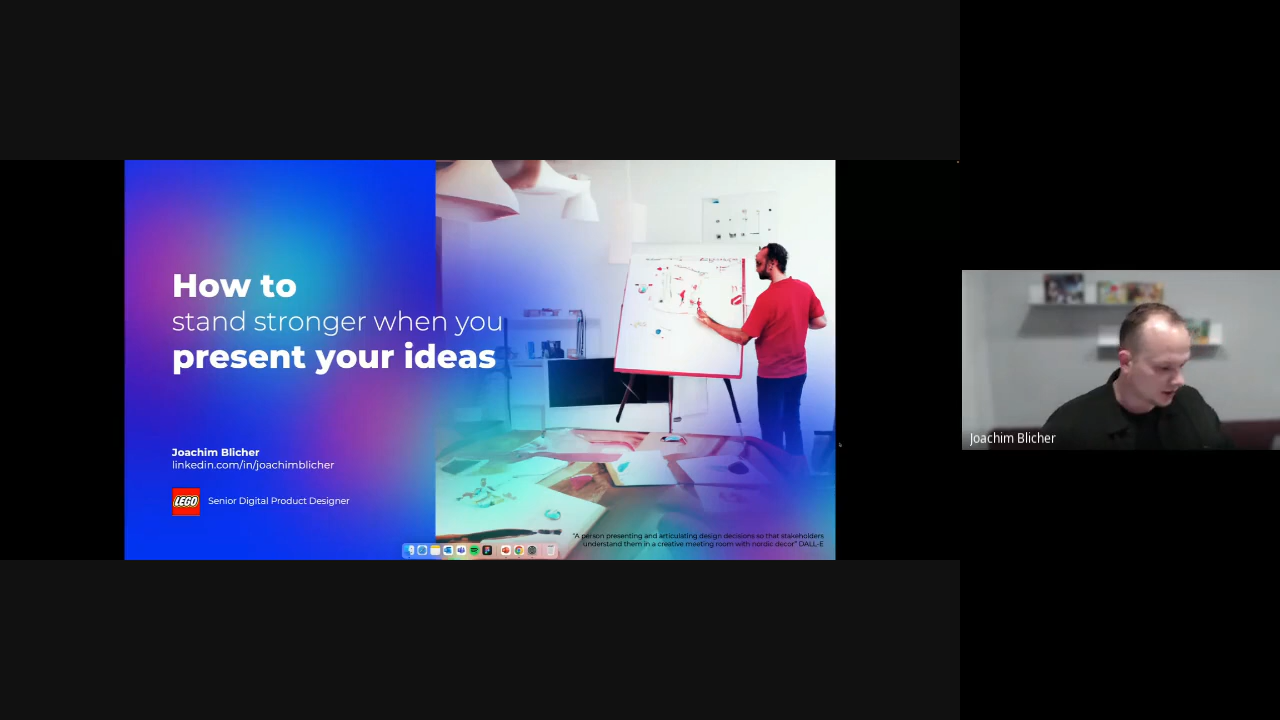 How to
stand stronger when you
present your ideas
Joachim Blicher
linkedin.com/in/joachimblicher
LEGO
Senior Digital Product Designer
"A person presenting and articulating design decisions so that stakeholders
understand them in a creative meeting room with nordic decor" DALL-E
Joachim Blicher